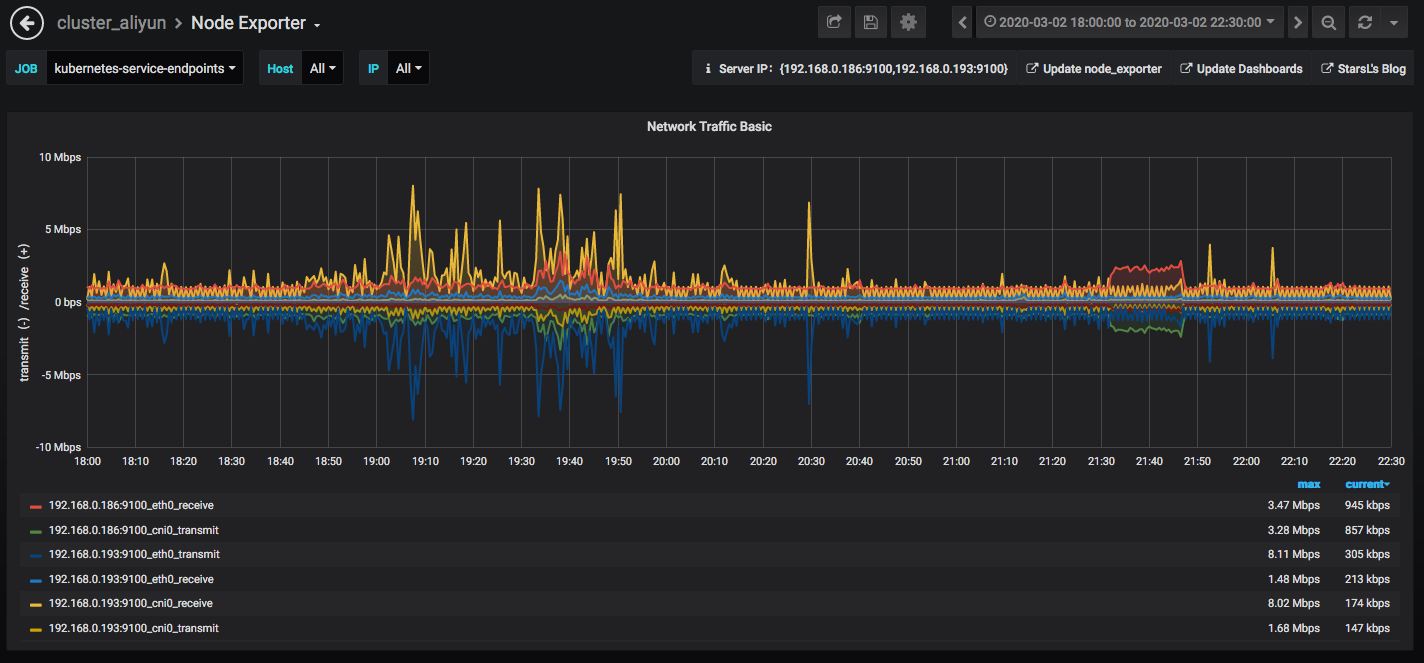 cluster_aliyun > Node Exporter
2020-03-02 18:00:00 to 2020-03-02 22:30:00
JOB kubernetes-service-endpoints Host All IP All
Server IP： {192.168.0.186:9100,192.168.0.193:9100} Update node_exporter Update Dashboards StarsL's Blog
Network Traffic Basic
transmit (-) /receive (+)
10 Mbps
5 Mbps
0 bps
-5 Mbps
-10 Mbps
18:00 18:10 18:20 18:30 18:40 18:50 19:00 19:10 19:20 19:30 19:40 19:50 20:00 20:10 20:20 20:30 20:40 20:50 21:00 21:10 21:20 21:30 21:40 21:50 22:00 22:10 22:20 22:30
max current
192.168.0.186:9100_eth0_receive 3.47 Mbps 945 kbps
192.168.0.186:9100_cni0_transmit 3.28 Mbps 857 kbps
192.168.0.193:9100_eth0_transmit 8.11 Mbps 305 kbps
192.168.0.193:9100_eth0_receive 1.48 Mbps 213 kbps
192.168.0.193:9100_cni0_receive 8.02 Mbps 174 kbps
192.168.0.193:9100_cni0_transmit 1.68 Mbps 147 kbps